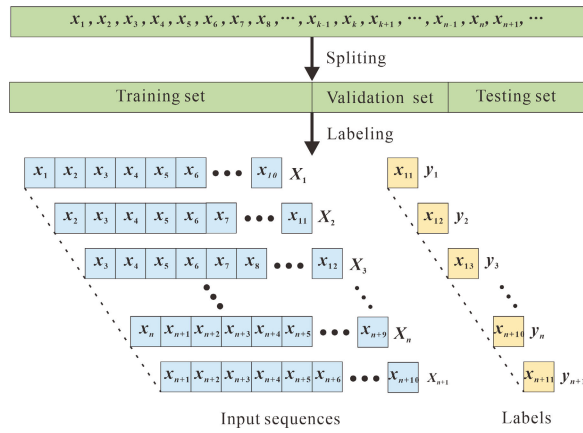 x1 , x2 , x3 , x4 , x5 , x6 , x7 , x8 ,···, xk-1 , xk , xk+1 , ···, xn-1 , xn , xn+1 , ···
Spliting
Training set Validation set Testing set
Labeling
x1 x2 x3 x4 x5 x6 ••• x10 X1 x11 y1
x2 x3 x4 x5 x6 x7 ••• x11 X2 x12 y2
x3 x4 x5 x6 x7 x8 ••• x12 X3 x13 y3
xn xn+1 xn+2 xn+3 xn+4 xn+5 ••• xn+9 Xn xn+10 yn
xn+1 xn+2 xn+3 xn+4 xn+5 xn+6 ••• xn+10 Xn+1 xn+11 yn+1
Input sequences Labels